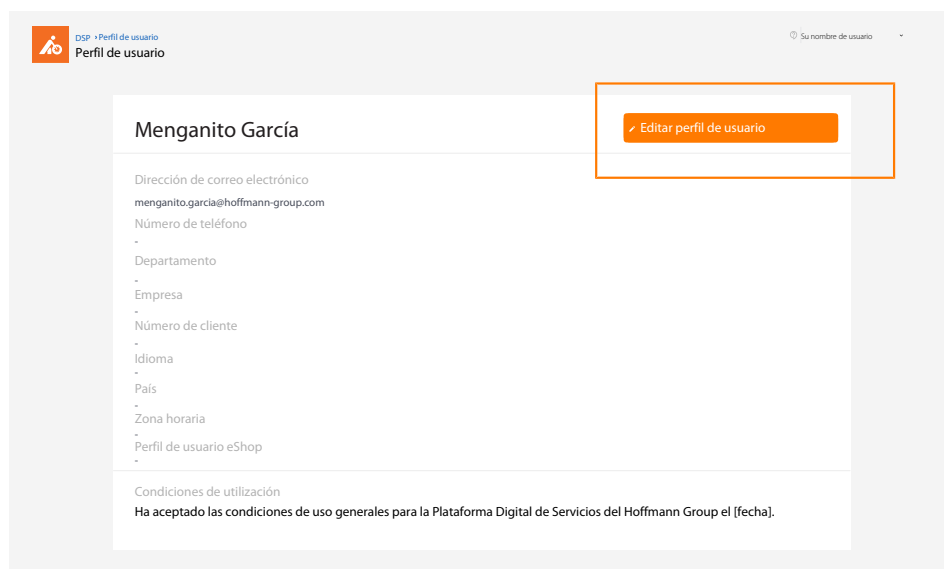 DSP › Perfil de usuario
Perfil de usuario
Su nombre de usuario
Menganito García
Editar perfil de usuario
Dirección de correo electrónico
menganito.garcia@hoffmann-group.com
Número de teléfono
-
Departamento
-
Empresa
-
Número de cliente
-
Idioma
-
País
-
Zona horaria
-
Perfil de usuario eShop
-
Condiciones de utilización
Ha aceptado las condiciones de uso generales para la Plataforma Digital de Servicios del Hoffmann Group el [fecha].